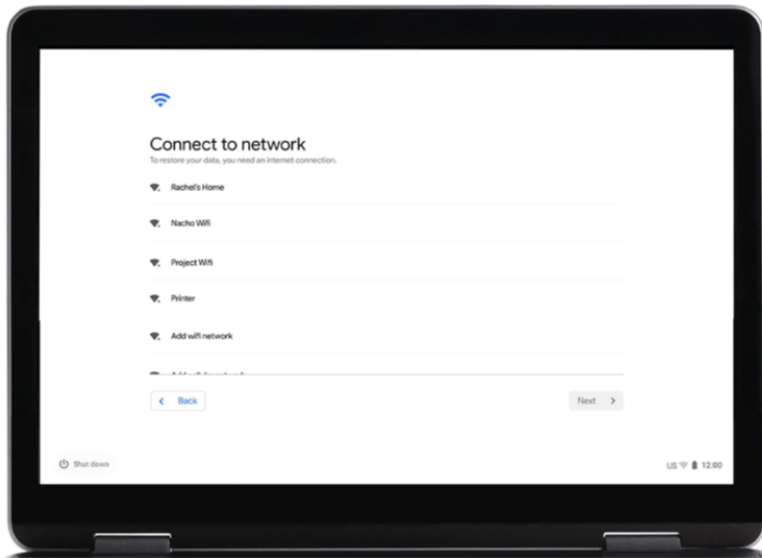 Connect to network
To restore your data, you need an internet connection.
Rachel's Home
Nacho Wifi
Project Wifi
Printer
Add wifi network
Back
Next
Shut down
US 12:00